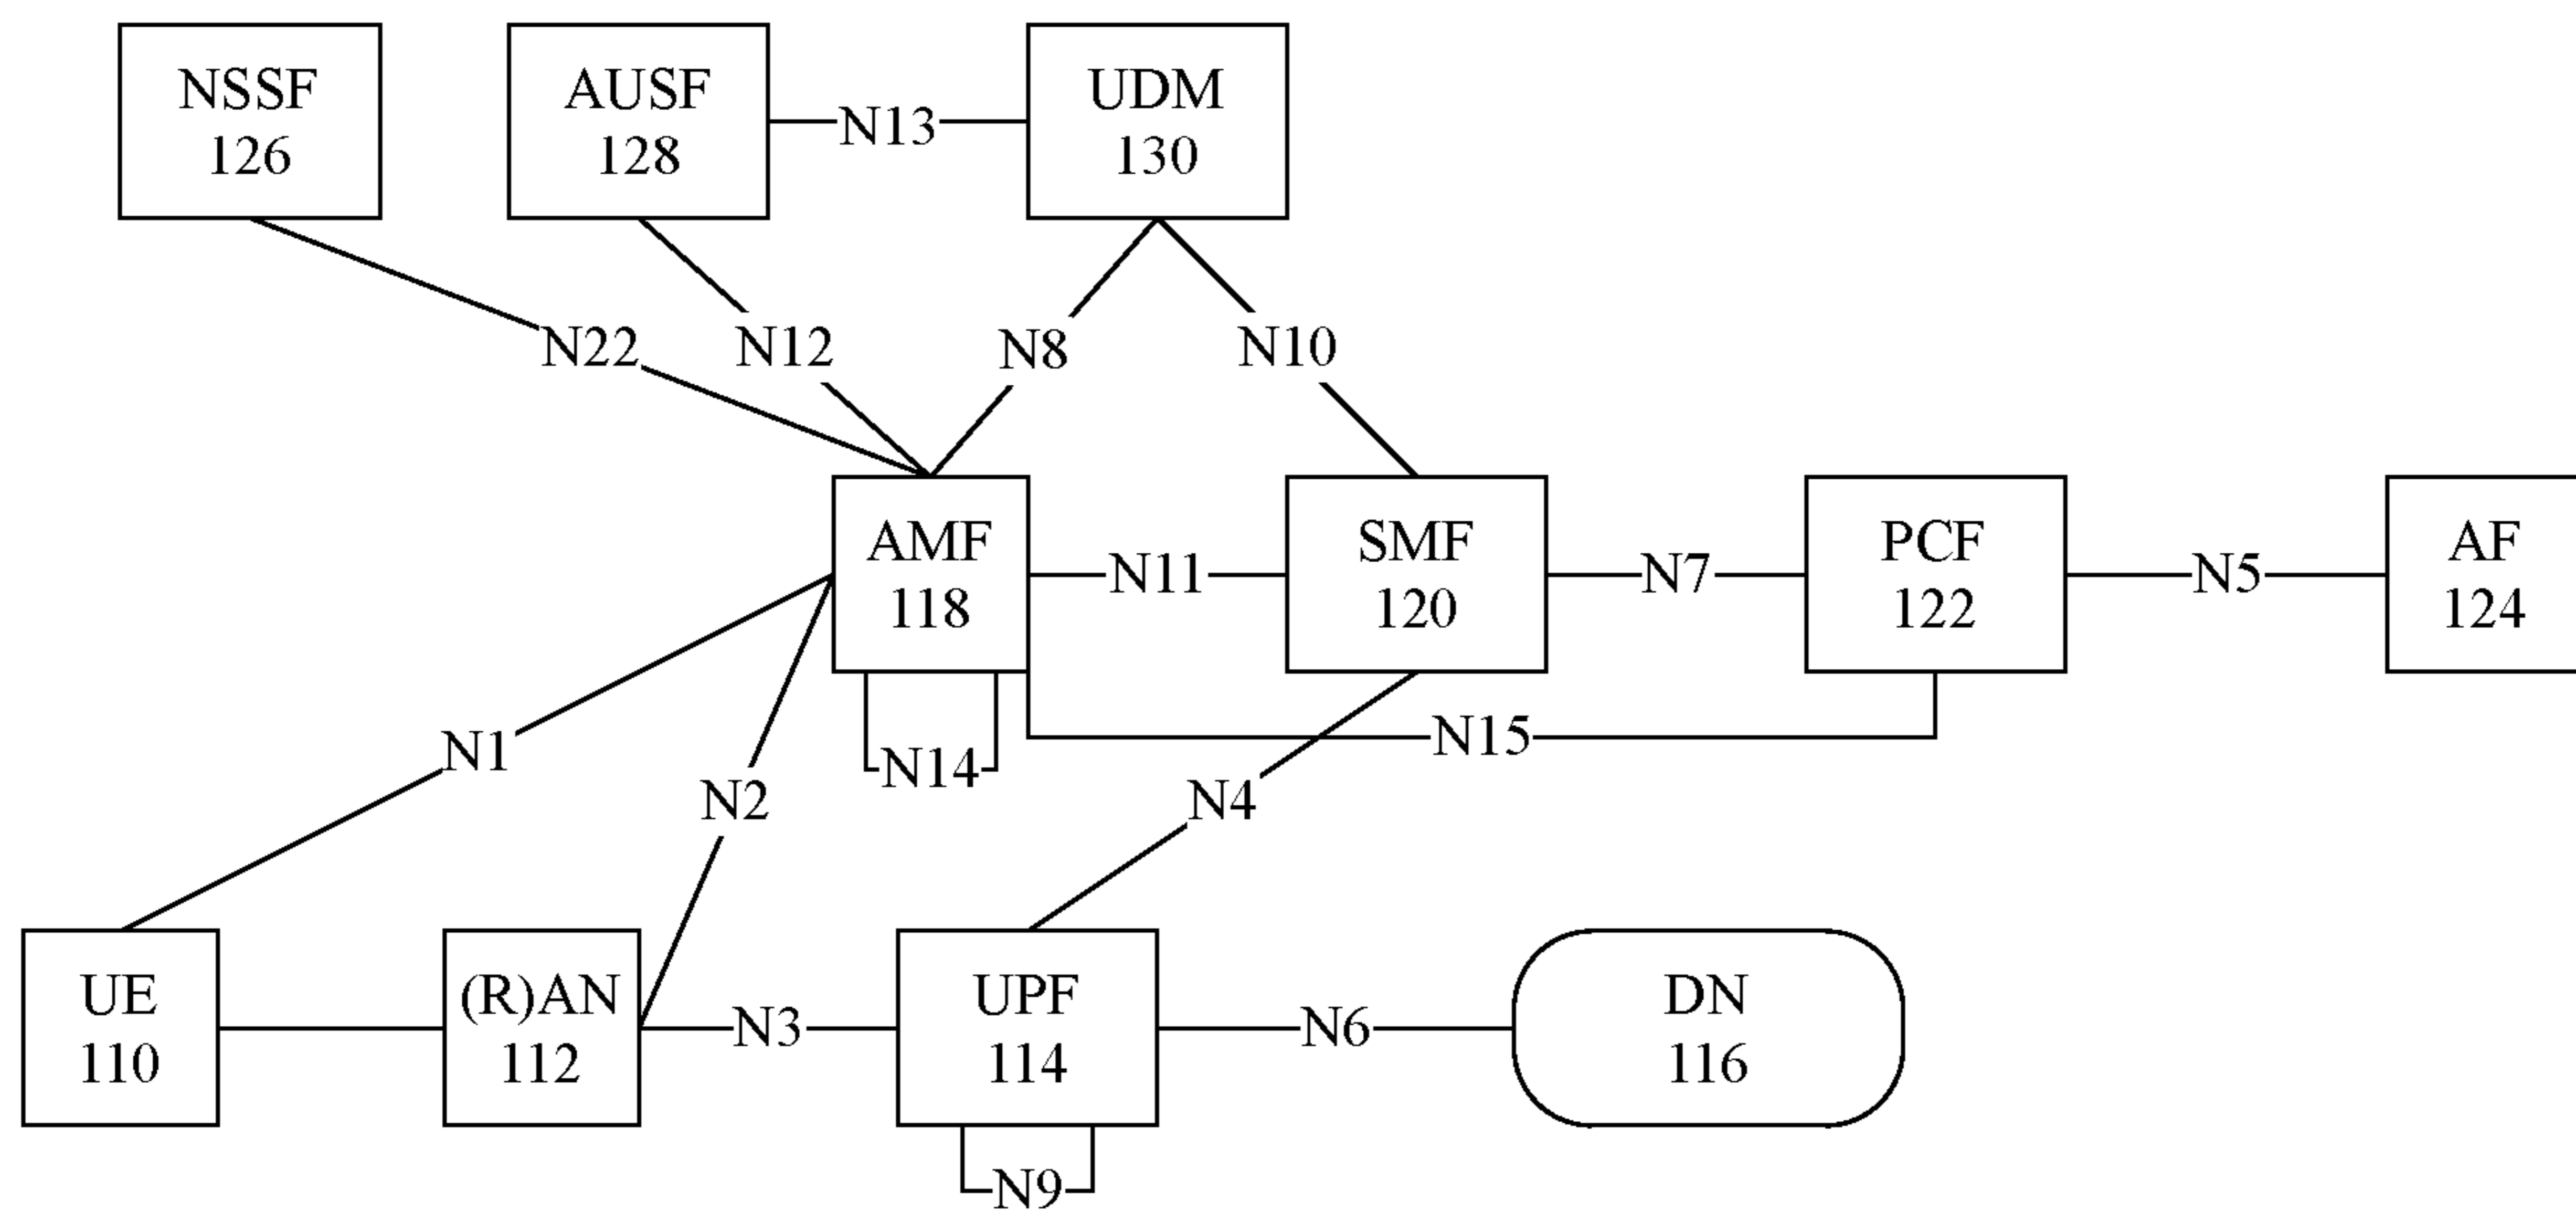 NSSF
126
AUSF
128
N13
UDM
130
N22
N12
N8
N10
AMF
118
N11
SMF
120
N7
PCF
122
N5
AF
124
N1
N2
N14
N15
N4
UE
110
(R)AN
112
N3
UPF
114
N6
DN
116
N9